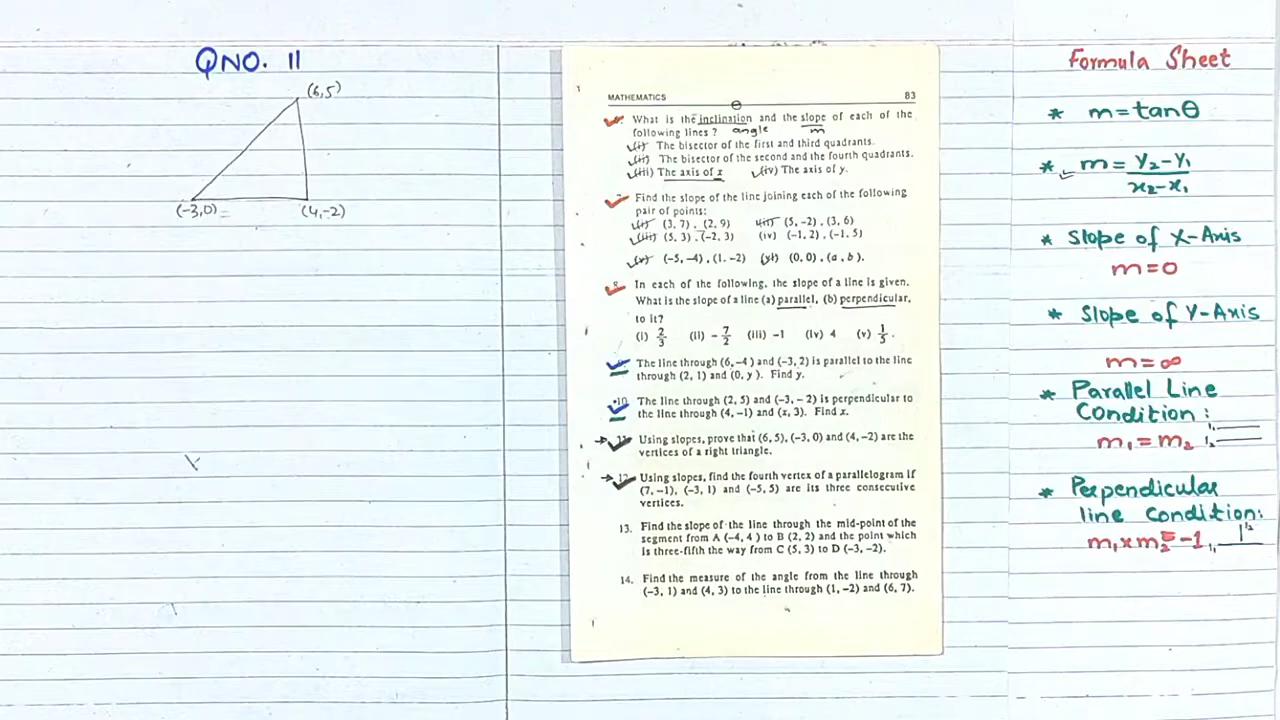 QNO. 11
(6,5)
(-3,0)
(4,-2)
MATHEMATICS 83
θ
What is the inclination and the slope of each of the
following lines ? angle m
(i) The bisector of the first and third quadrants.
(ii) The bisector of the second and the fourth quadrants.
(iii) The axis of x (iv) The axis of y.
Find the slope of the line joining each of the following
pair of points:
(i) (3, 7) , (2, 9) (ii) (5, -2) , (3, 6)
(iii) (5, 3) , (-2, 3) (iv) (-1, 2) , (-1, 5)
(v) (-5, -4) , (1, -2) (vi) (0, 0) , (a , b).
In each of the following, the slope of a line is given.
What is the slope of a line (a) parallel, (b) perpendicular,
to it?
(i) 2/3 (ii) - 7/2 (iii) -1 (iv) 4 (v) 1/5 .
The line through (6, -4) and (-3, 2) is parallel to the line
through (2, 1) and (0, y ). Find y.
10 The line through (2, 5) and (-3, - 2) is perpendicular to
the line through (4, -1) and (x, 3). Find x.
11 Using slopes, prove that (6, 5), (-3, 0) and (4, -2) are the
vertices of a right triangle.
12 Using slopes, find the fourth vertex of a parallelogram if
(7, -1), (-3, 1) and (-5, 5) are its three consecutive
vertices.
13. Find the slope of the line through the mid-point of the
segment from A (-4, 4 ) to B (2, 2) and the point which
is three-fifth the way from C (5, 3) to D (-3, -2).
14. Find the measure of the angle from the line through
(-3, 1) and (4, 3) to the line through (1, -2) and (6, 7).
Formula Sheet
* m = tanθ
* m = y₂-y₁/x₂-x₁
* Slope of X-Axis
m = 0
* Slope of Y-Axis
m = ∞
* Parallel Line
Condition :
m₁ = m₂ l₁ l₂
* Perpendicular
line condition:
m₁ x m₂ = -1 l₁ l₂